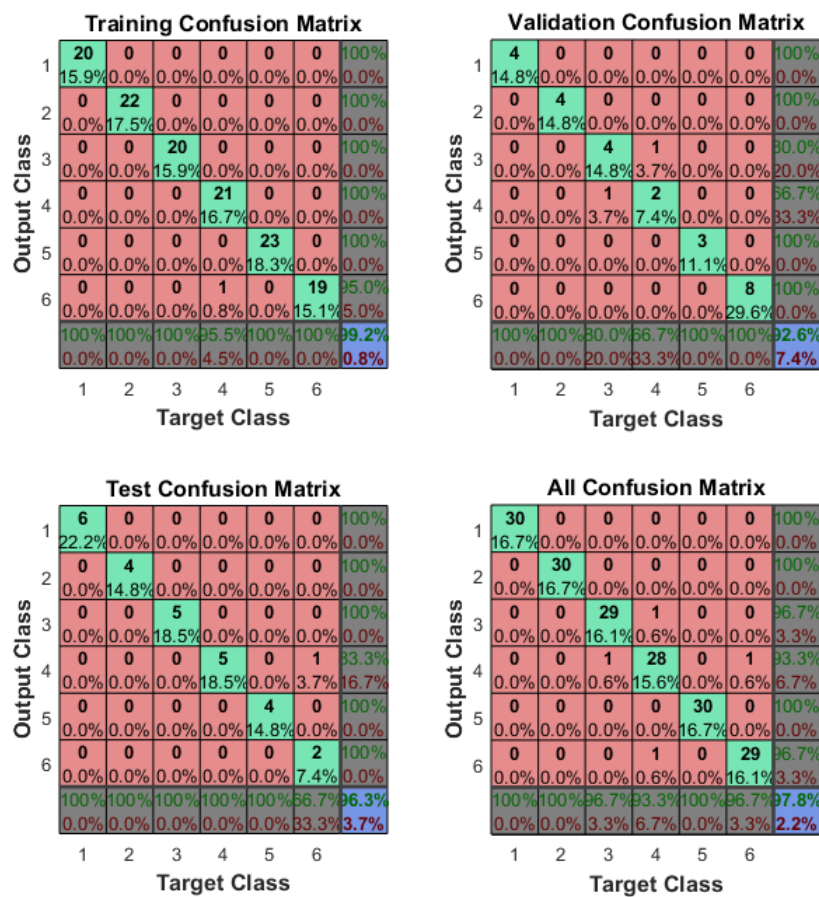 Training Confusion Matrix
1 20 0 0 0 0 0 100%
15.9% 0.0% 0.0% 0.0% 0.0% 0.0% 0.0%
2 0 22 0 0 0 0 100%
0.0% 17.5% 0.0% 0.0% 0.0% 0.0% 0.0%
3 0 0 20 0 0 0 100%
0.0% 0.0% 15.9% 0.0% 0.0% 0.0% 0.0%
4 0 0 0 21 0 0 100%
0.0% 0.0% 0.0% 16.7% 0.0% 0.0% 0.0%
5 0 0 0 0 23 0 100%
0.0% 0.0% 0.0% 0.0% 18.3% 0.0% 0.0%
6 0 0 0 1 0 19 95.0%
0.0% 0.0% 0.0% 0.8% 0.0% 15.1% 5.0%
100% 100% 100% 95.5% 100% 100% 99.2%
0.0% 0.0% 0.0% 4.5% 0.0% 0.0% 0.8%
1 2 3 4 5 6
Target Class
Output Class
Validation Confusion Matrix
1 4 0 0 0 0 0 100%
14.8% 0.0% 0.0% 0.0% 0.0% 0.0% 0.0%
2 0 4 0 0 0 0 100%
0.0% 14.8% 0.0% 0.0% 0.0% 0.0% 0.0%
3 0 0 4 1 0 0 80.0%
0.0% 0.0% 14.8% 3.7% 0.0% 0.0% 20.0%
4 0 0 1 2 0 0 66.7%
0.0% 0.0% 3.7% 7.4% 0.0% 0.0% 33.3%
5 0 0 0 0 3 0 100%
0.0% 0.0% 0.0% 0.0% 11.1% 0.0% 0.0%
6 0 0 0 0 0 8 100%
0.0% 0.0% 0.0% 0.0% 0.0% 29.6% 0.0%
100% 100% 80.0% 66.7% 100% 100% 92.6%
0.0% 0.0% 20.0% 33.3% 0.0% 0.0% 7.4%
1 2 3 4 5 6
Target Class
Output Class
Test Confusion Matrix
1 6 0 0 0 0 0 100%
22.2% 0.0% 0.0% 0.0% 0.0% 0.0% 0.0%
2 0 4 0 0 0 0 100%
0.0% 14.8% 0.0% 0.0% 0.0% 0.0% 0.0%
3 0 0 5 0 0 0 100%
0.0% 0.0% 18.5% 0.0% 0.0% 0.0% 0.0%
4 0 0 0 5 0 1 83.3%
0.0% 0.0% 0.0% 18.5% 0.0% 3.7% 16.7%
5 0 0 0 0 4 0 100%
0.0% 0.0% 0.0% 0.0% 14.8% 0.0% 0.0%
6 0 0 0 0 0 2 100%
0.0% 0.0% 0.0% 0.0% 0.0% 7.4% 0.0%
100% 100% 100% 100% 100% 66.7% 96.3%
0.0% 0.0% 0.0% 0.0% 0.0% 33.3% 3.7%
1 2 3 4 5 6
Target Class
Output Class
All Confusion Matrix
1 30 0 0 0 0 0 100%
16.7% 0.0% 0.0% 0.0% 0.0% 0.0% 0.0%
2 0 30 0 0 0 0 100%
0.0% 16.7% 0.0% 0.0% 0.0% 0.0% 0.0%
3 0 0 29 1 0 0 96.7%
0.0% 0.0% 16.1% 0.6% 0.0% 0.0% 3.3%
4 0 0 1 28 0 1 93.3%
0.0% 0.0% 0.6% 15.6% 0.0% 0.6% 6.7%
5 0 0 0 0 30 0 100%
0.0% 0.0% 0.0% 0.0% 16.7% 0.0% 0.0%
6 0 0 0 1 0 29 96.7%
0.0% 0.0% 0.0% 0.6% 0.0% 16.1% 3.3%
100% 100% 96.7% 93.3% 100% 96.7% 97.8%
0.0% 0.0% 3.3% 6.7% 0.0% 3.3% 2.2%
1 2 3 4 5 6
Target Class
Output Class